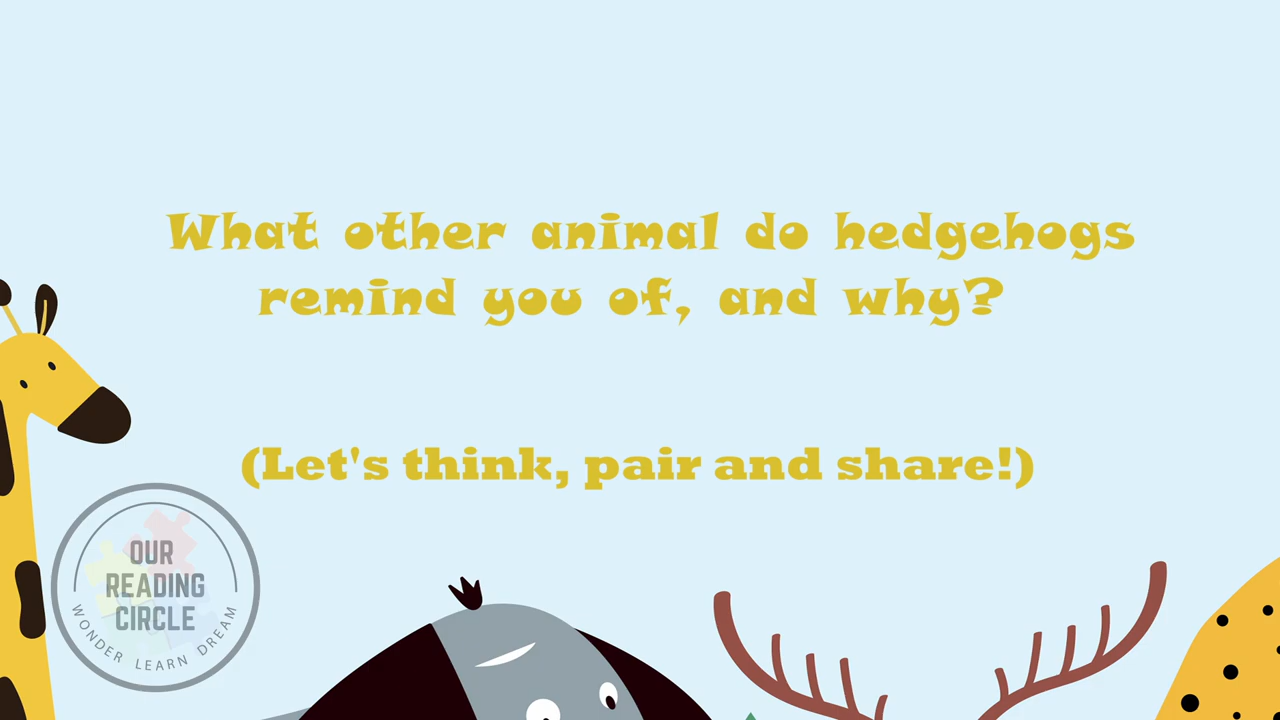 What other animal do hedgehogs
remind you of, and why?
(Let's think, pair and share!)
OUR
READING
CIRCLE
WONDER LEARN DREAM